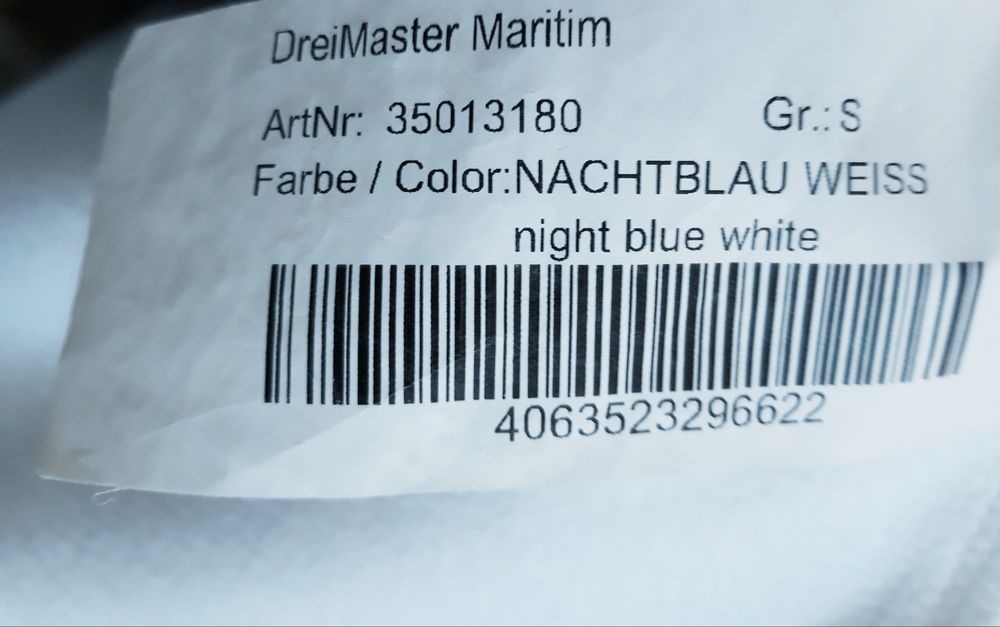 DreiMaster Maritim
ArtNr: 35013180 Gr.: S
Farbe / Color:NACHTBLAU WEISS
night blue white
4063523296622